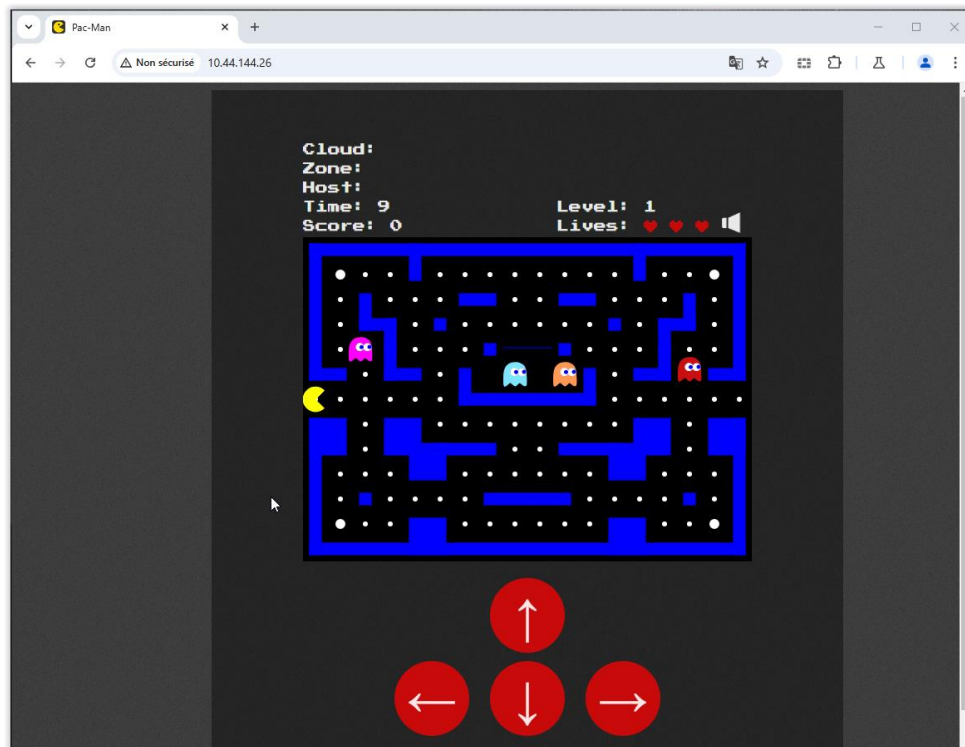 Pac-Man
Non sécurisé 10.44.144.26
Cloud:
Zone:
Host:
Time: 9 Level: 1
Score: 0 Lives: